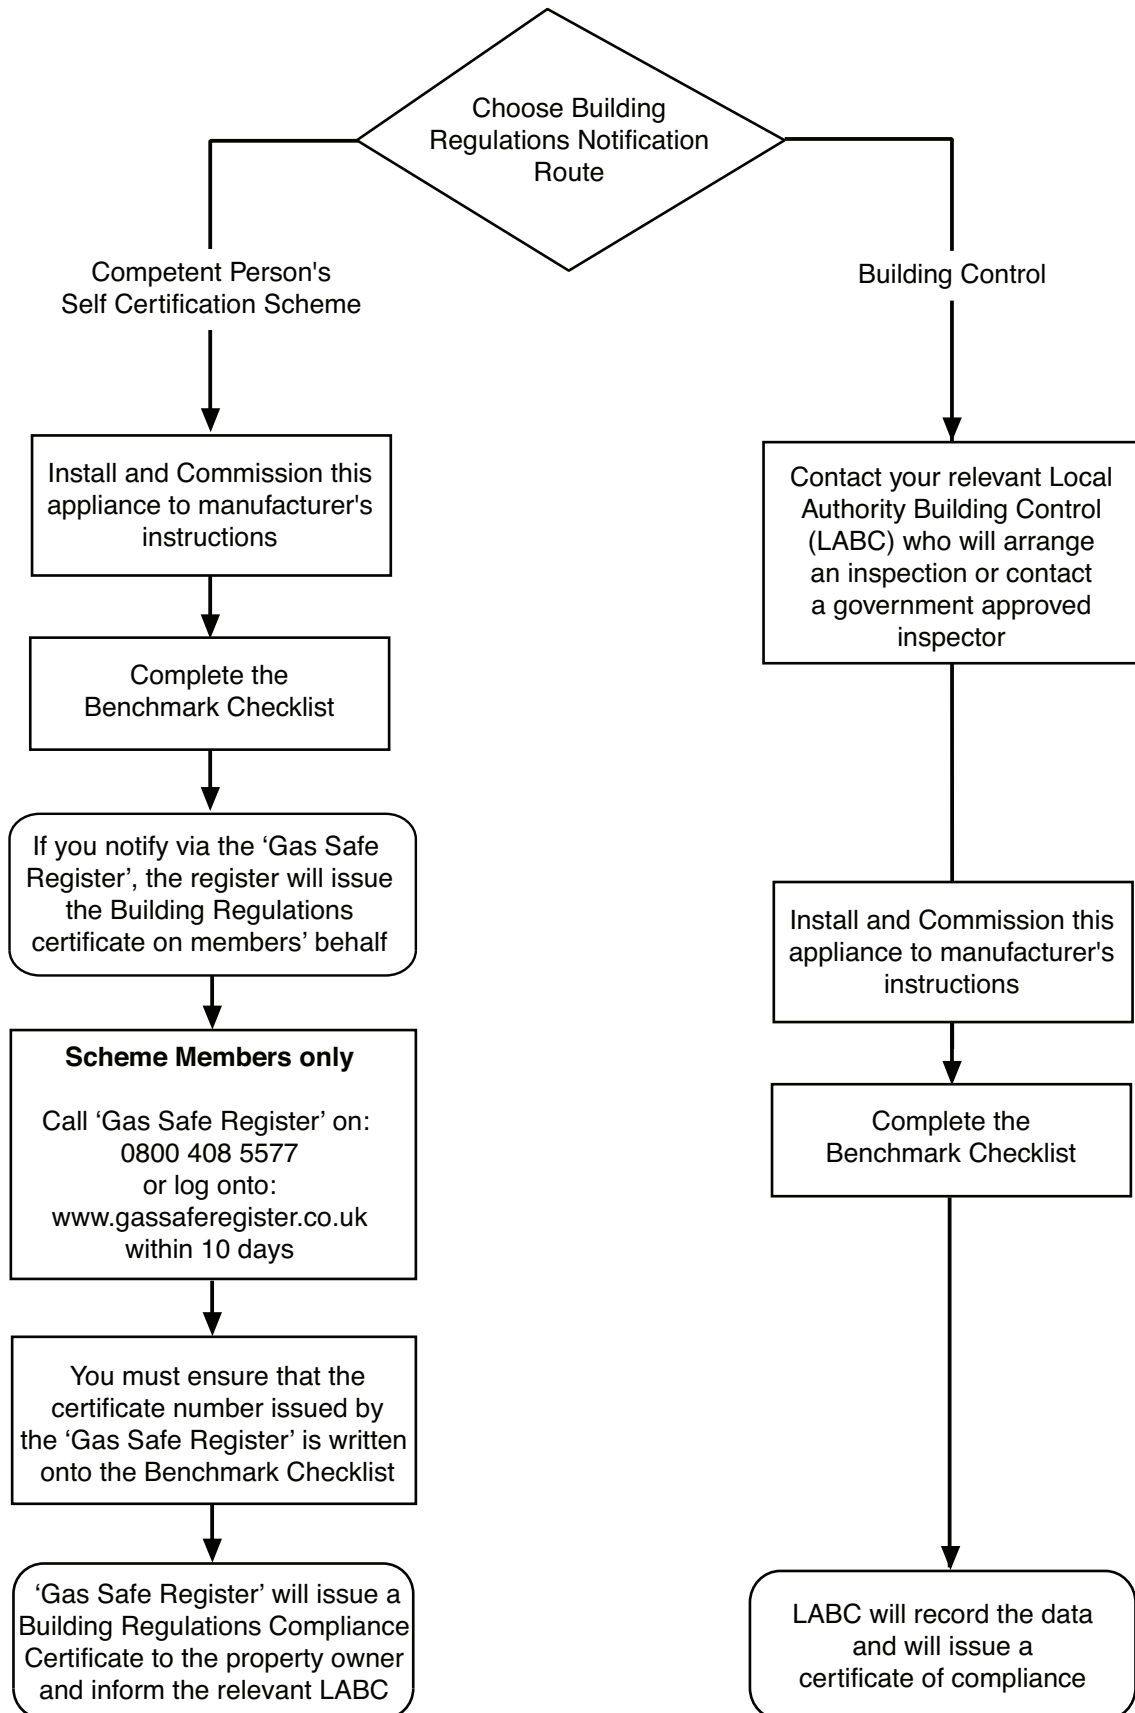 Choose Building
Regulations Notification
Route
Competent Person's
Self Certification Scheme
Building Control
Install and Commission this
appliance to manufacturer's
instructions
Complete the
Benchmark Checklist
If you notify via the ‘Gas Safe
Register’, the register will issue
the Building Regulations
certificate on members’ behalf
Scheme Members only
Call ‘Gas Safe Register’ on:
0800 408 5577
or log onto:
www.gassaferegister.co.uk
within 10 days
You must ensure that the
certificate number issued by
the ‘Gas Safe Register’ is written
onto the Benchmark Checklist
‘Gas Safe Register’ will issue a
Building Regulations Compliance
Certificate to the property owner
and inform the relevant LABC
Contact your relevant Local
Authority Building Control
(LABC) who will arrange
an inspection or contact
a government approved
inspector
Install and Commission this
appliance to manufacturer's
instructions
Complete the
Benchmark Checklist
LABC will record the data
and will issue a
certificate of compliance